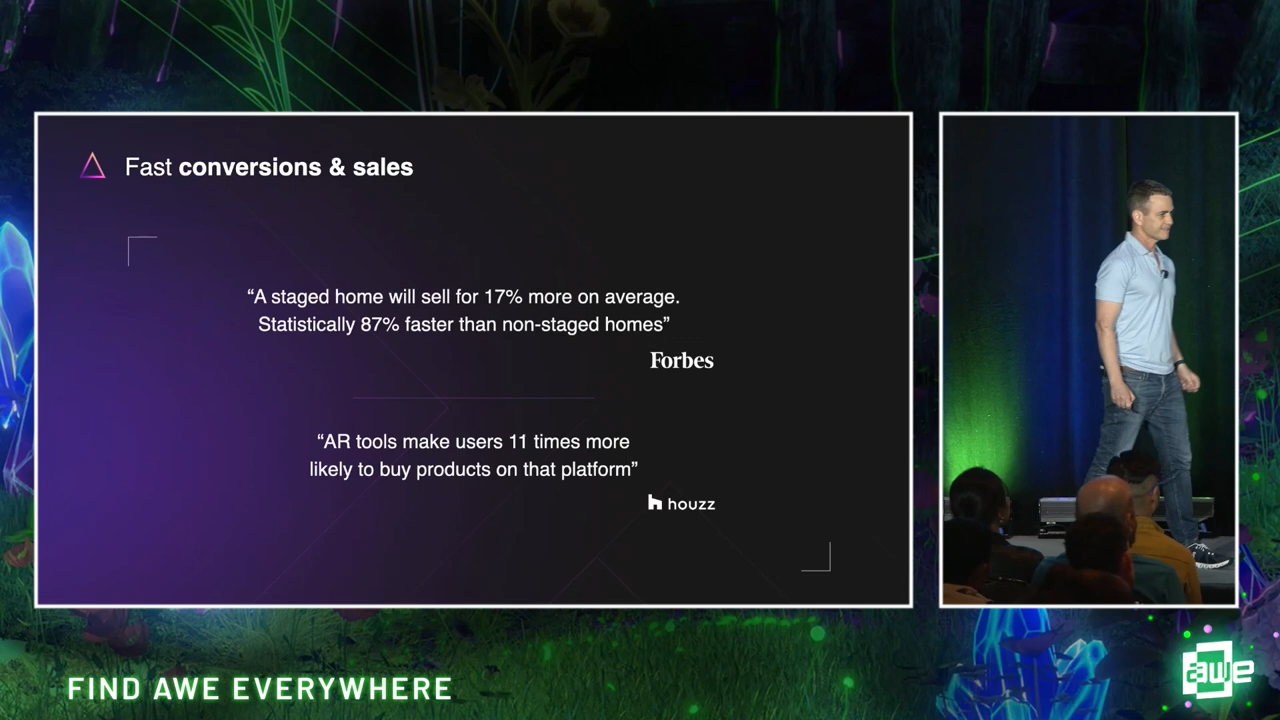 Fast conversions & sales
“A staged home will sell for 17% more on average.
Statistically 87% faster than non-staged homes”
Forbes
“AR tools make users 11 times more
likely to buy products on that platform”
houzz
FIND AWE EVERYWHERE
awe